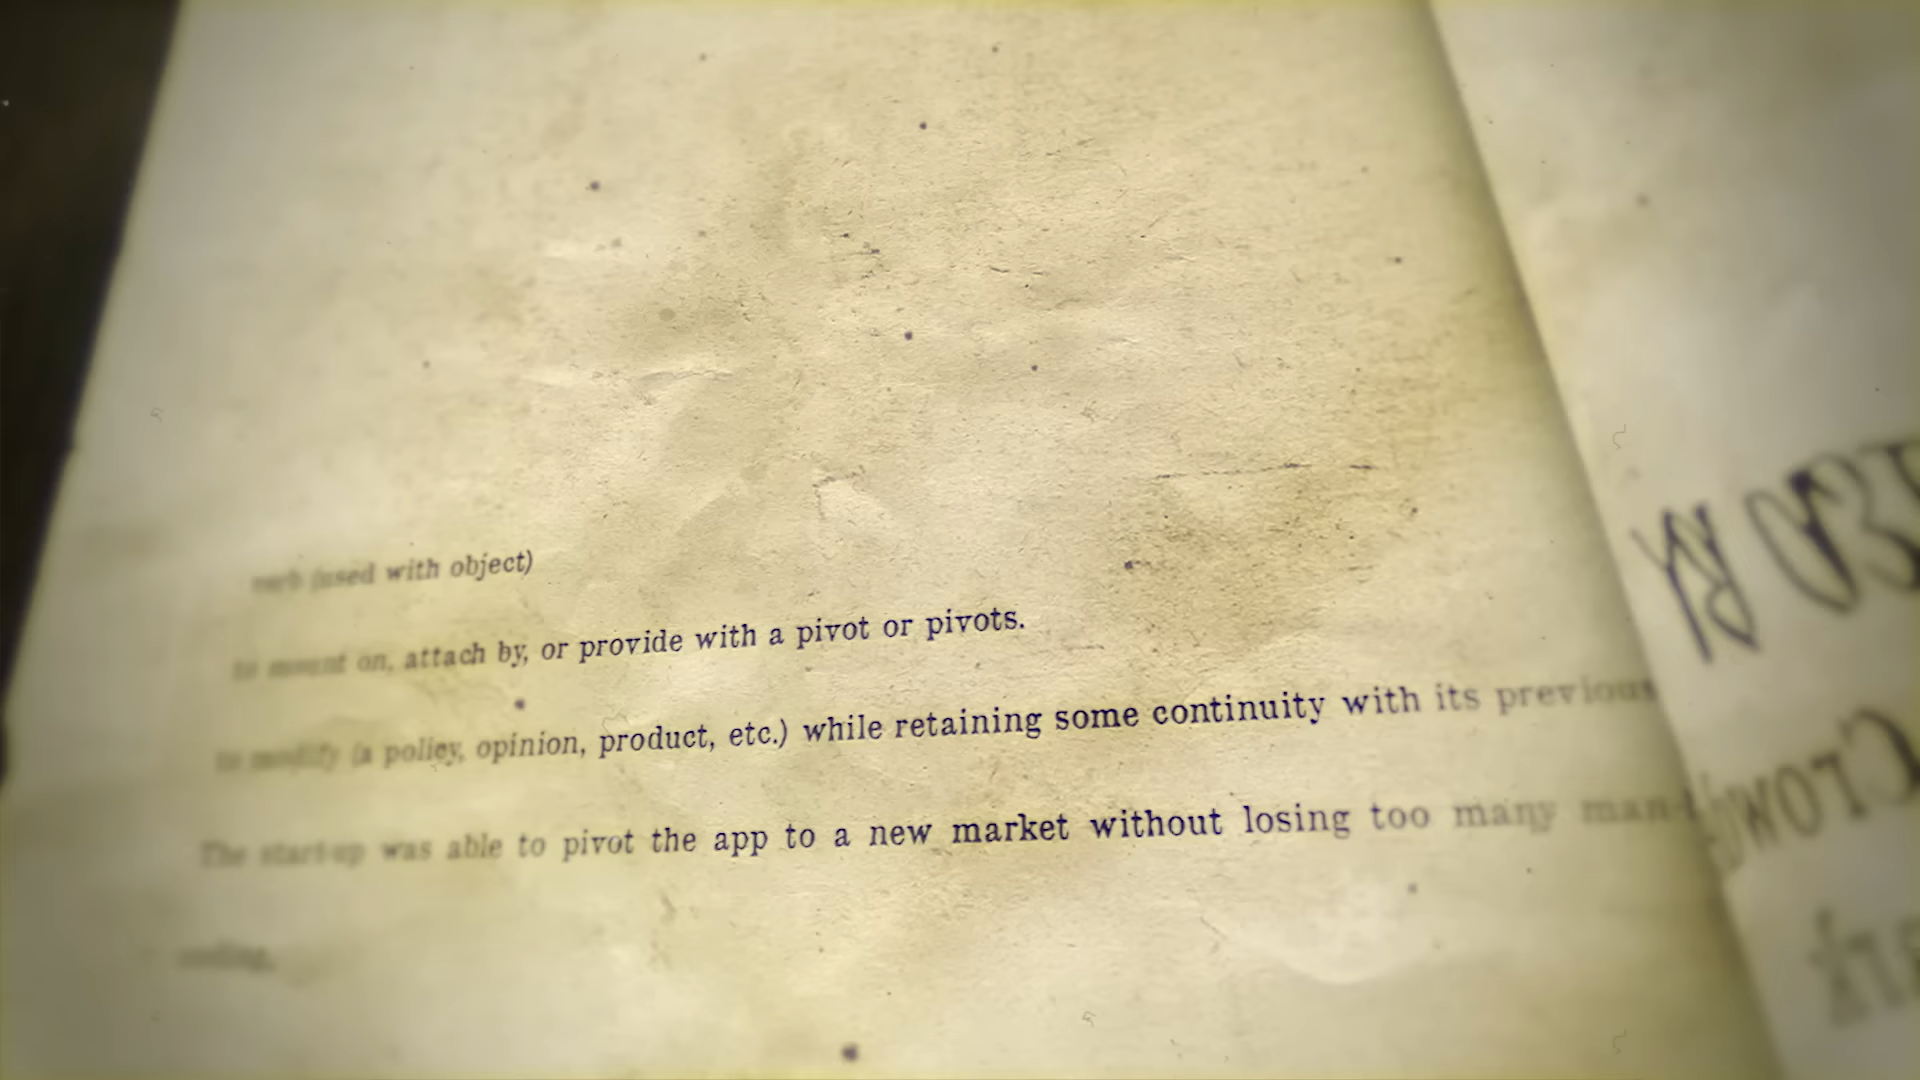 verb (used with object)
to mount on, attach by, or provide with a pivot or pivots.
to modify (a policy, opinion, product, etc.) while retaining some continuity with its previous
The start-up was able to pivot the app to a new market without losing too many man-